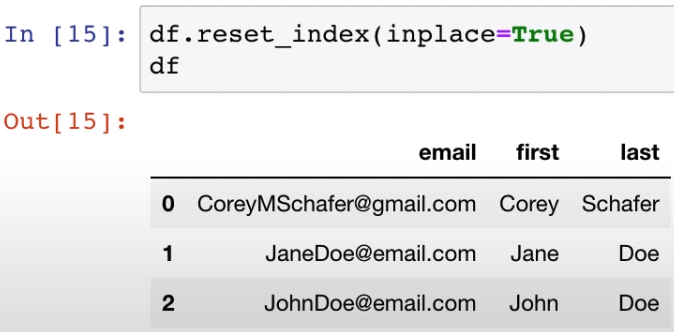 In [15]: df.reset_index(inplace=True)
df
Out[15]:
email first last
0 CoreyMSchafer@gmail.com Corey Schafer
1 JaneDoe@email.com Jane Doe
2 JohnDoe@email.com John Doe